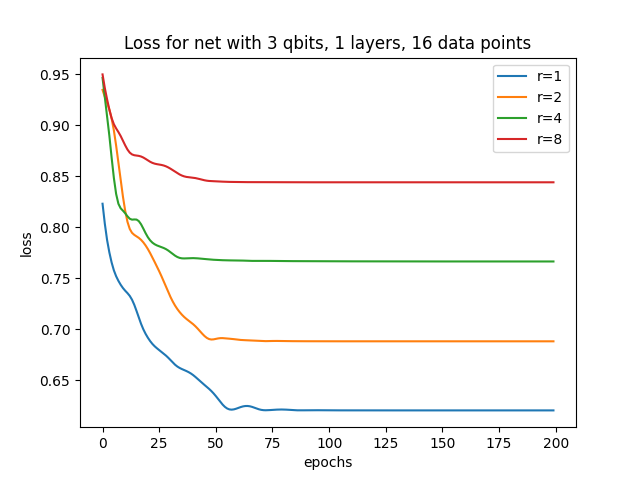 Loss for net with 3 qbits, 1 layers, 16 data points
r=1
r=2
r=4
r=8
loss
0.95
0.90
0.85
0.80
0.75
0.70
0.65
0 25 50 75 100 125 150 175 200
epochs